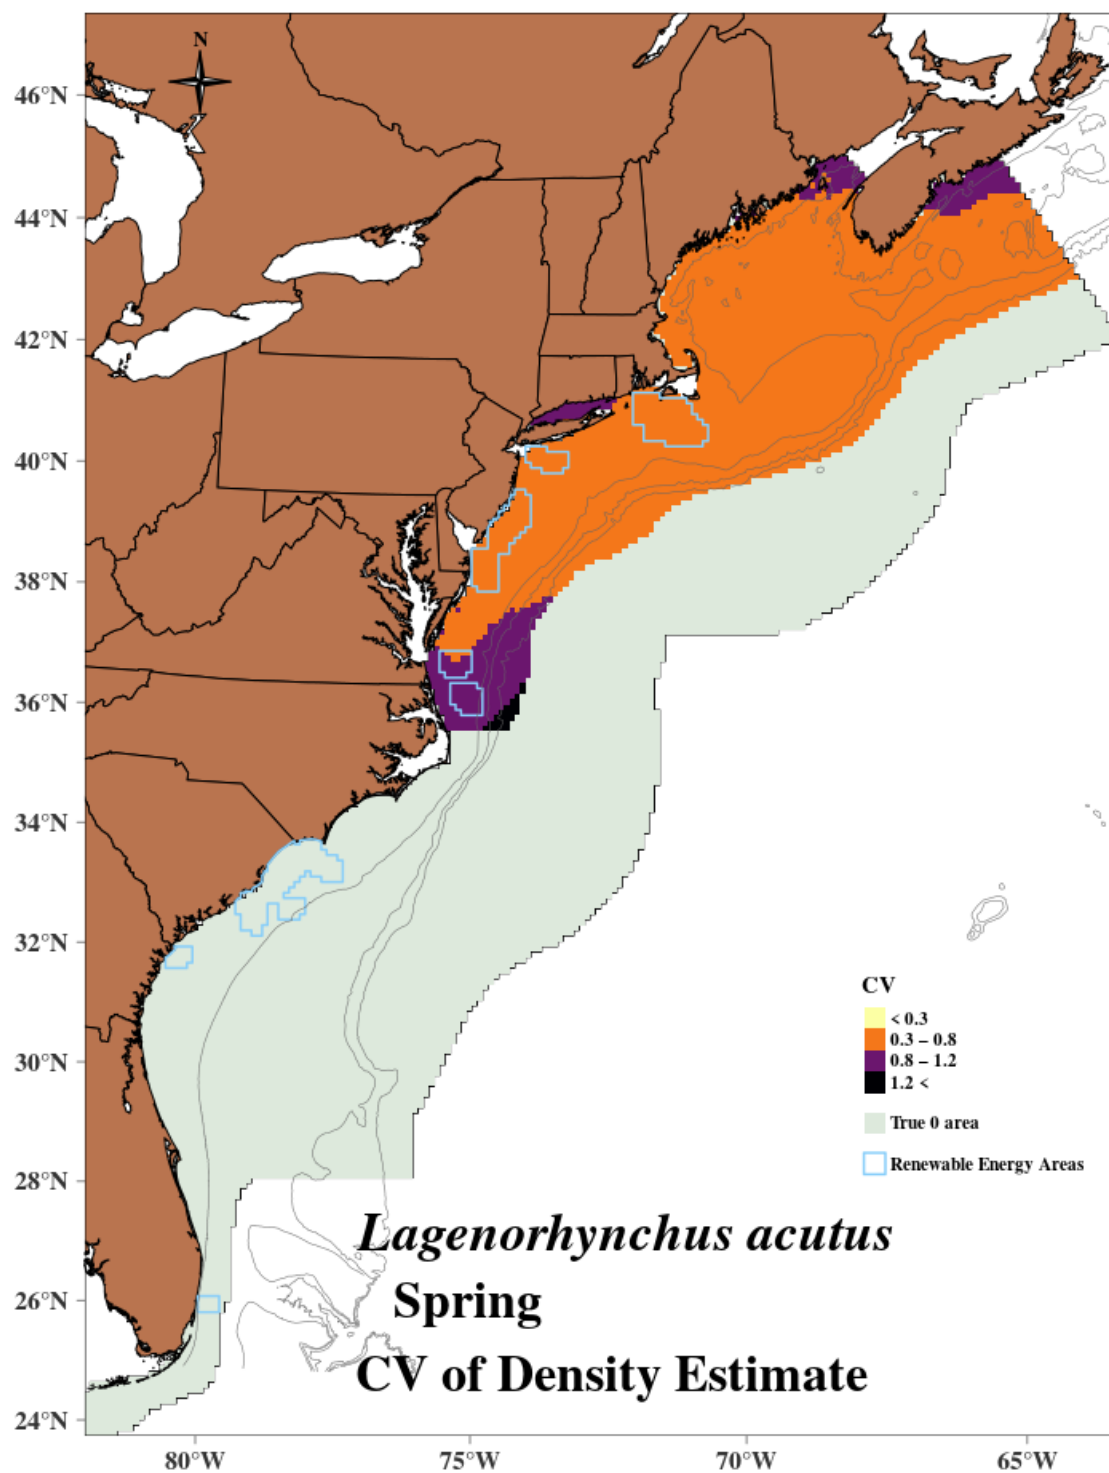 N
46°N
44°N
42°N
40°N
38°N
36°N
34°N
32°N
30°N
28°N
26°N
24°N
CV
< 0.3
0.3 – 0.8
0.8 – 1.2
1.2 <
True 0 area
Renewable Energy Areas
Lagenorhynchus acutus
Spring
CV of Density Estimate
80°W 75°W 70°W 65°W